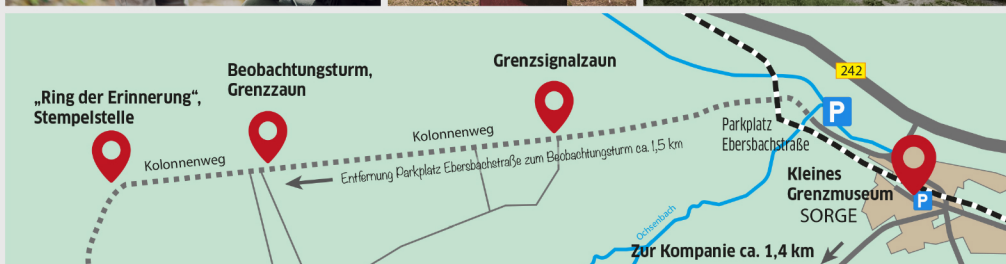 „Ring der Erinnerung“,
Stempelstelle
Beobachtungsturm,
Grenzzaun
Grenzsignalzaun
242
P
Parkplatz
Ebersbachstraße
Kolonnenweg
Kolonnenweg
Entfernung Parkplatz Ebersbachstraße zum Beobachtungsturm ca. 1,5 km
Kleines
Grenzmuseum
SORGE
P
Ochsenbach
Zur Kompanie ca. 1,4 km